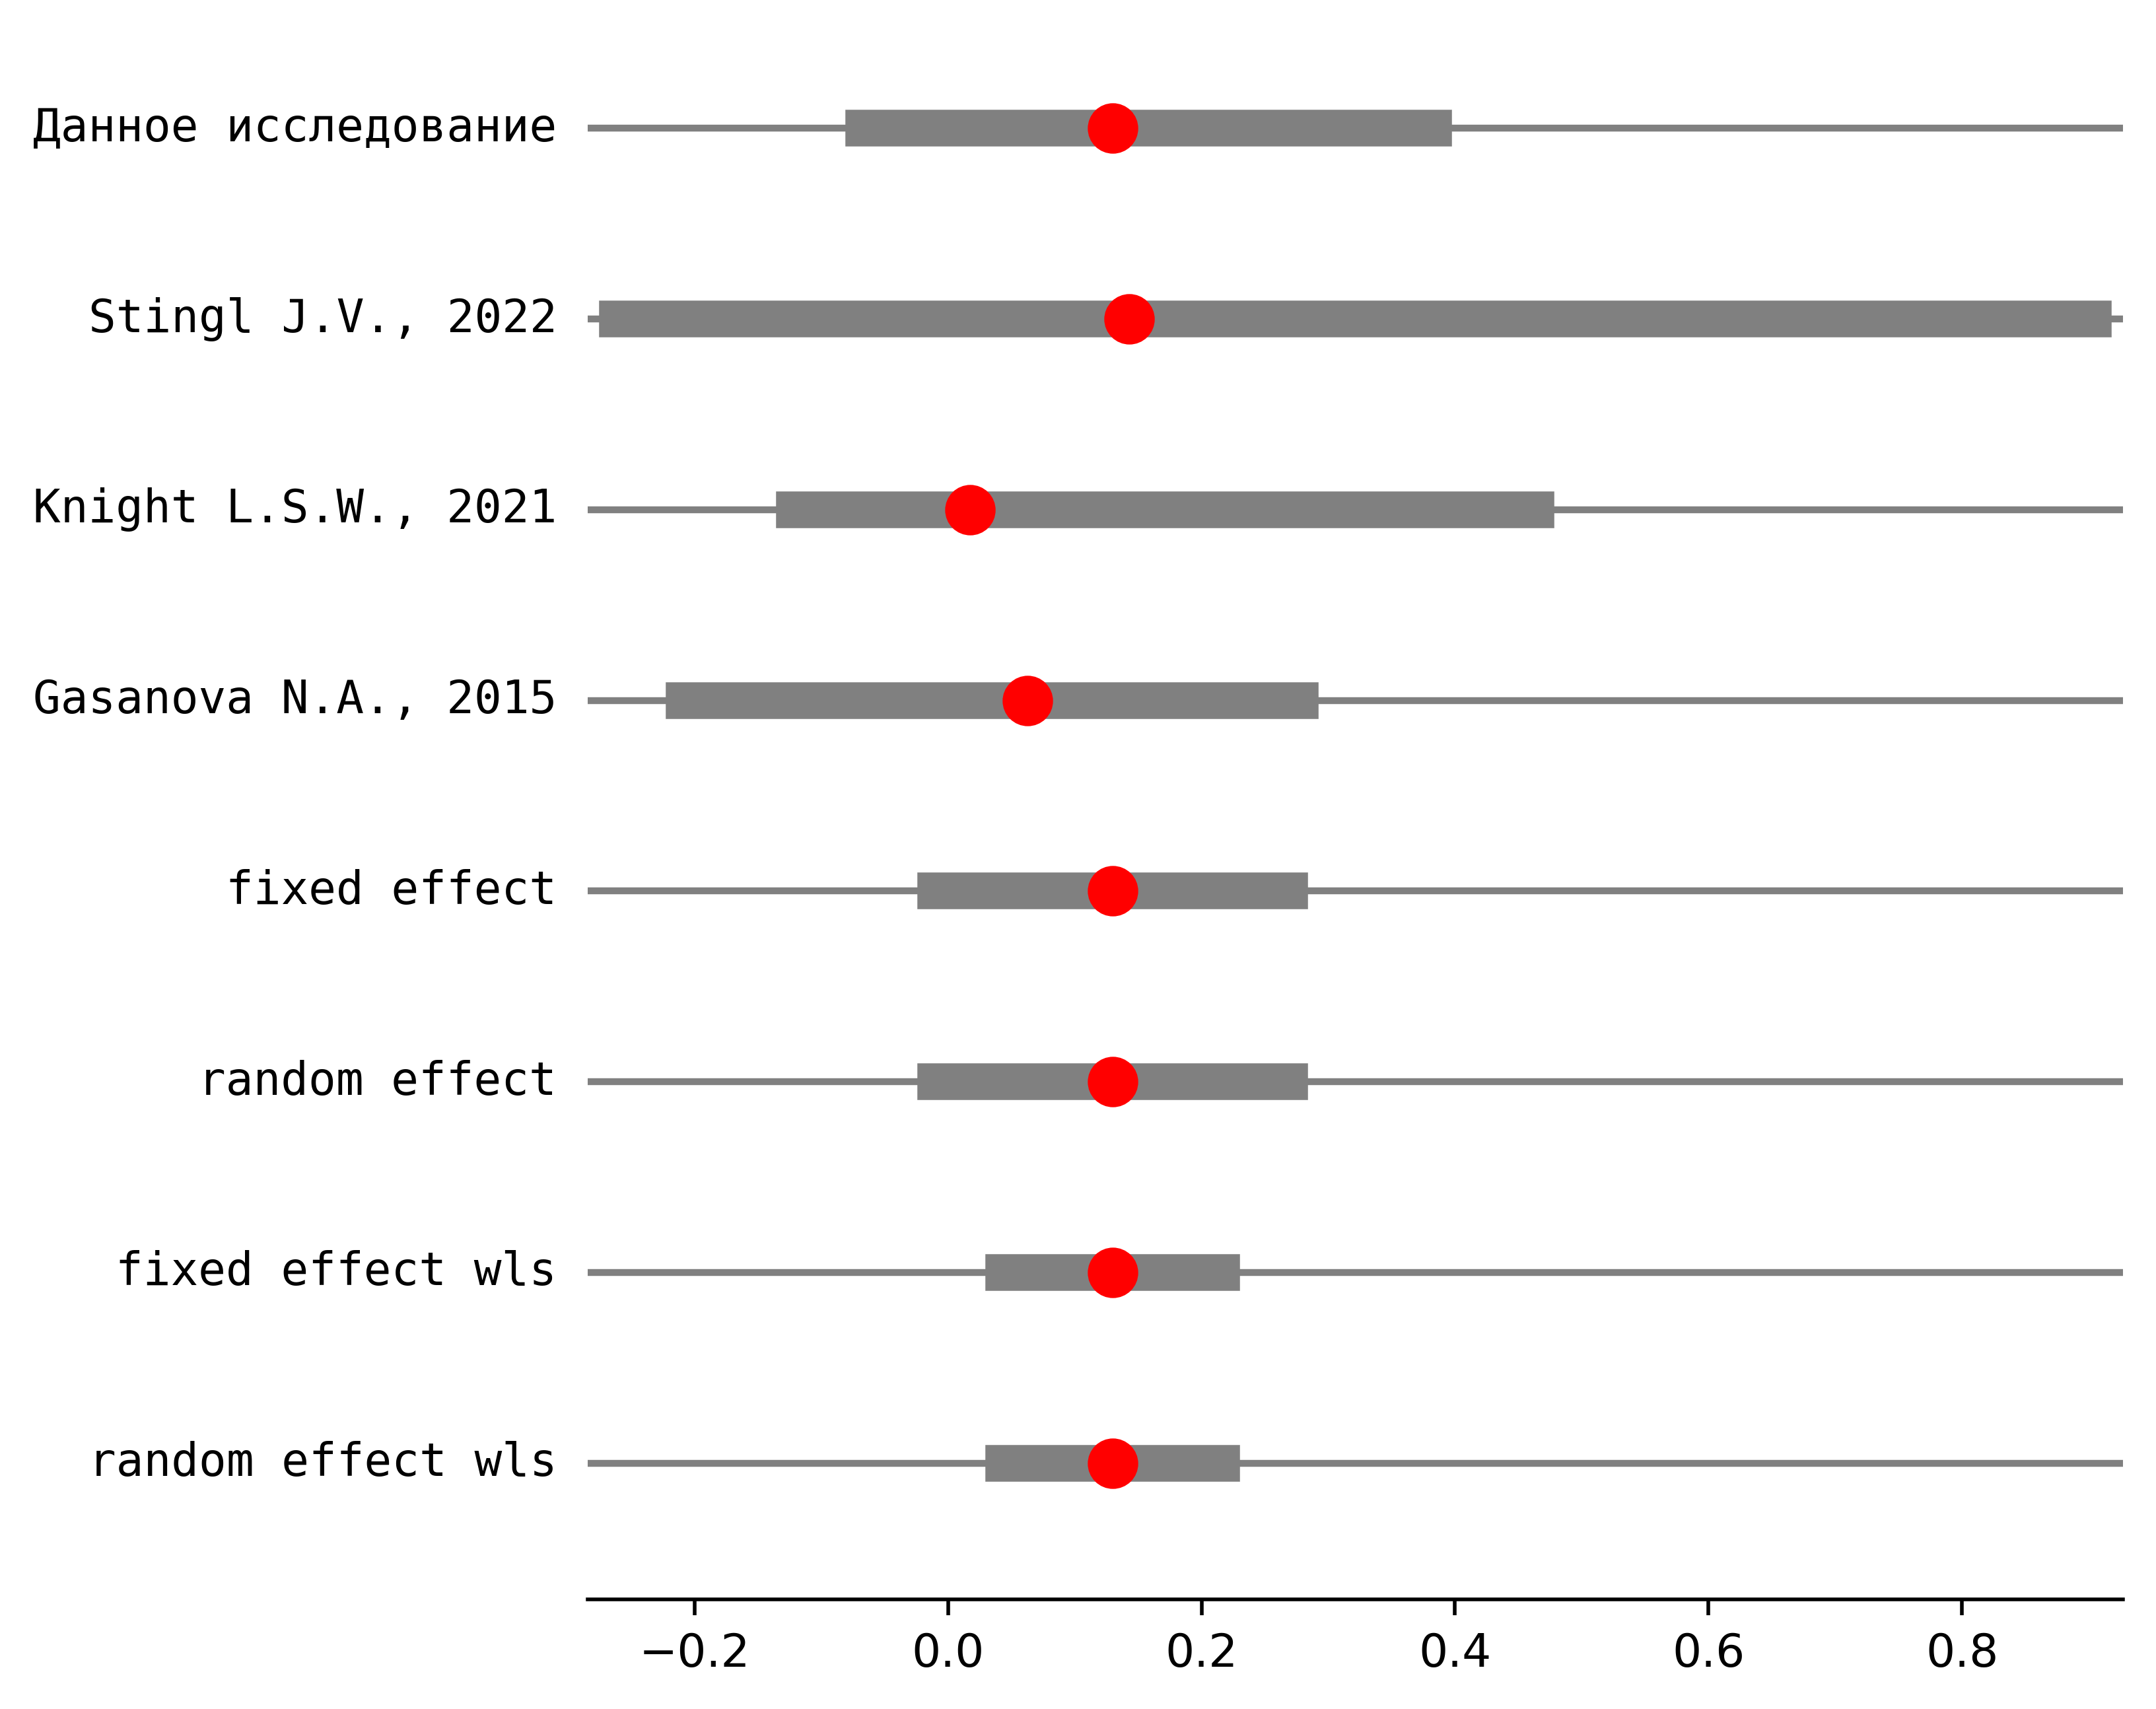 Данное исследование
Stingl J.V., 2022
Knight L.S.W., 2021
Gasanova N.A., 2015
fixed effect
random effect
fixed effect wls
random effect wls
−0.2 0.0 0.2 0.4 0.6 0.8